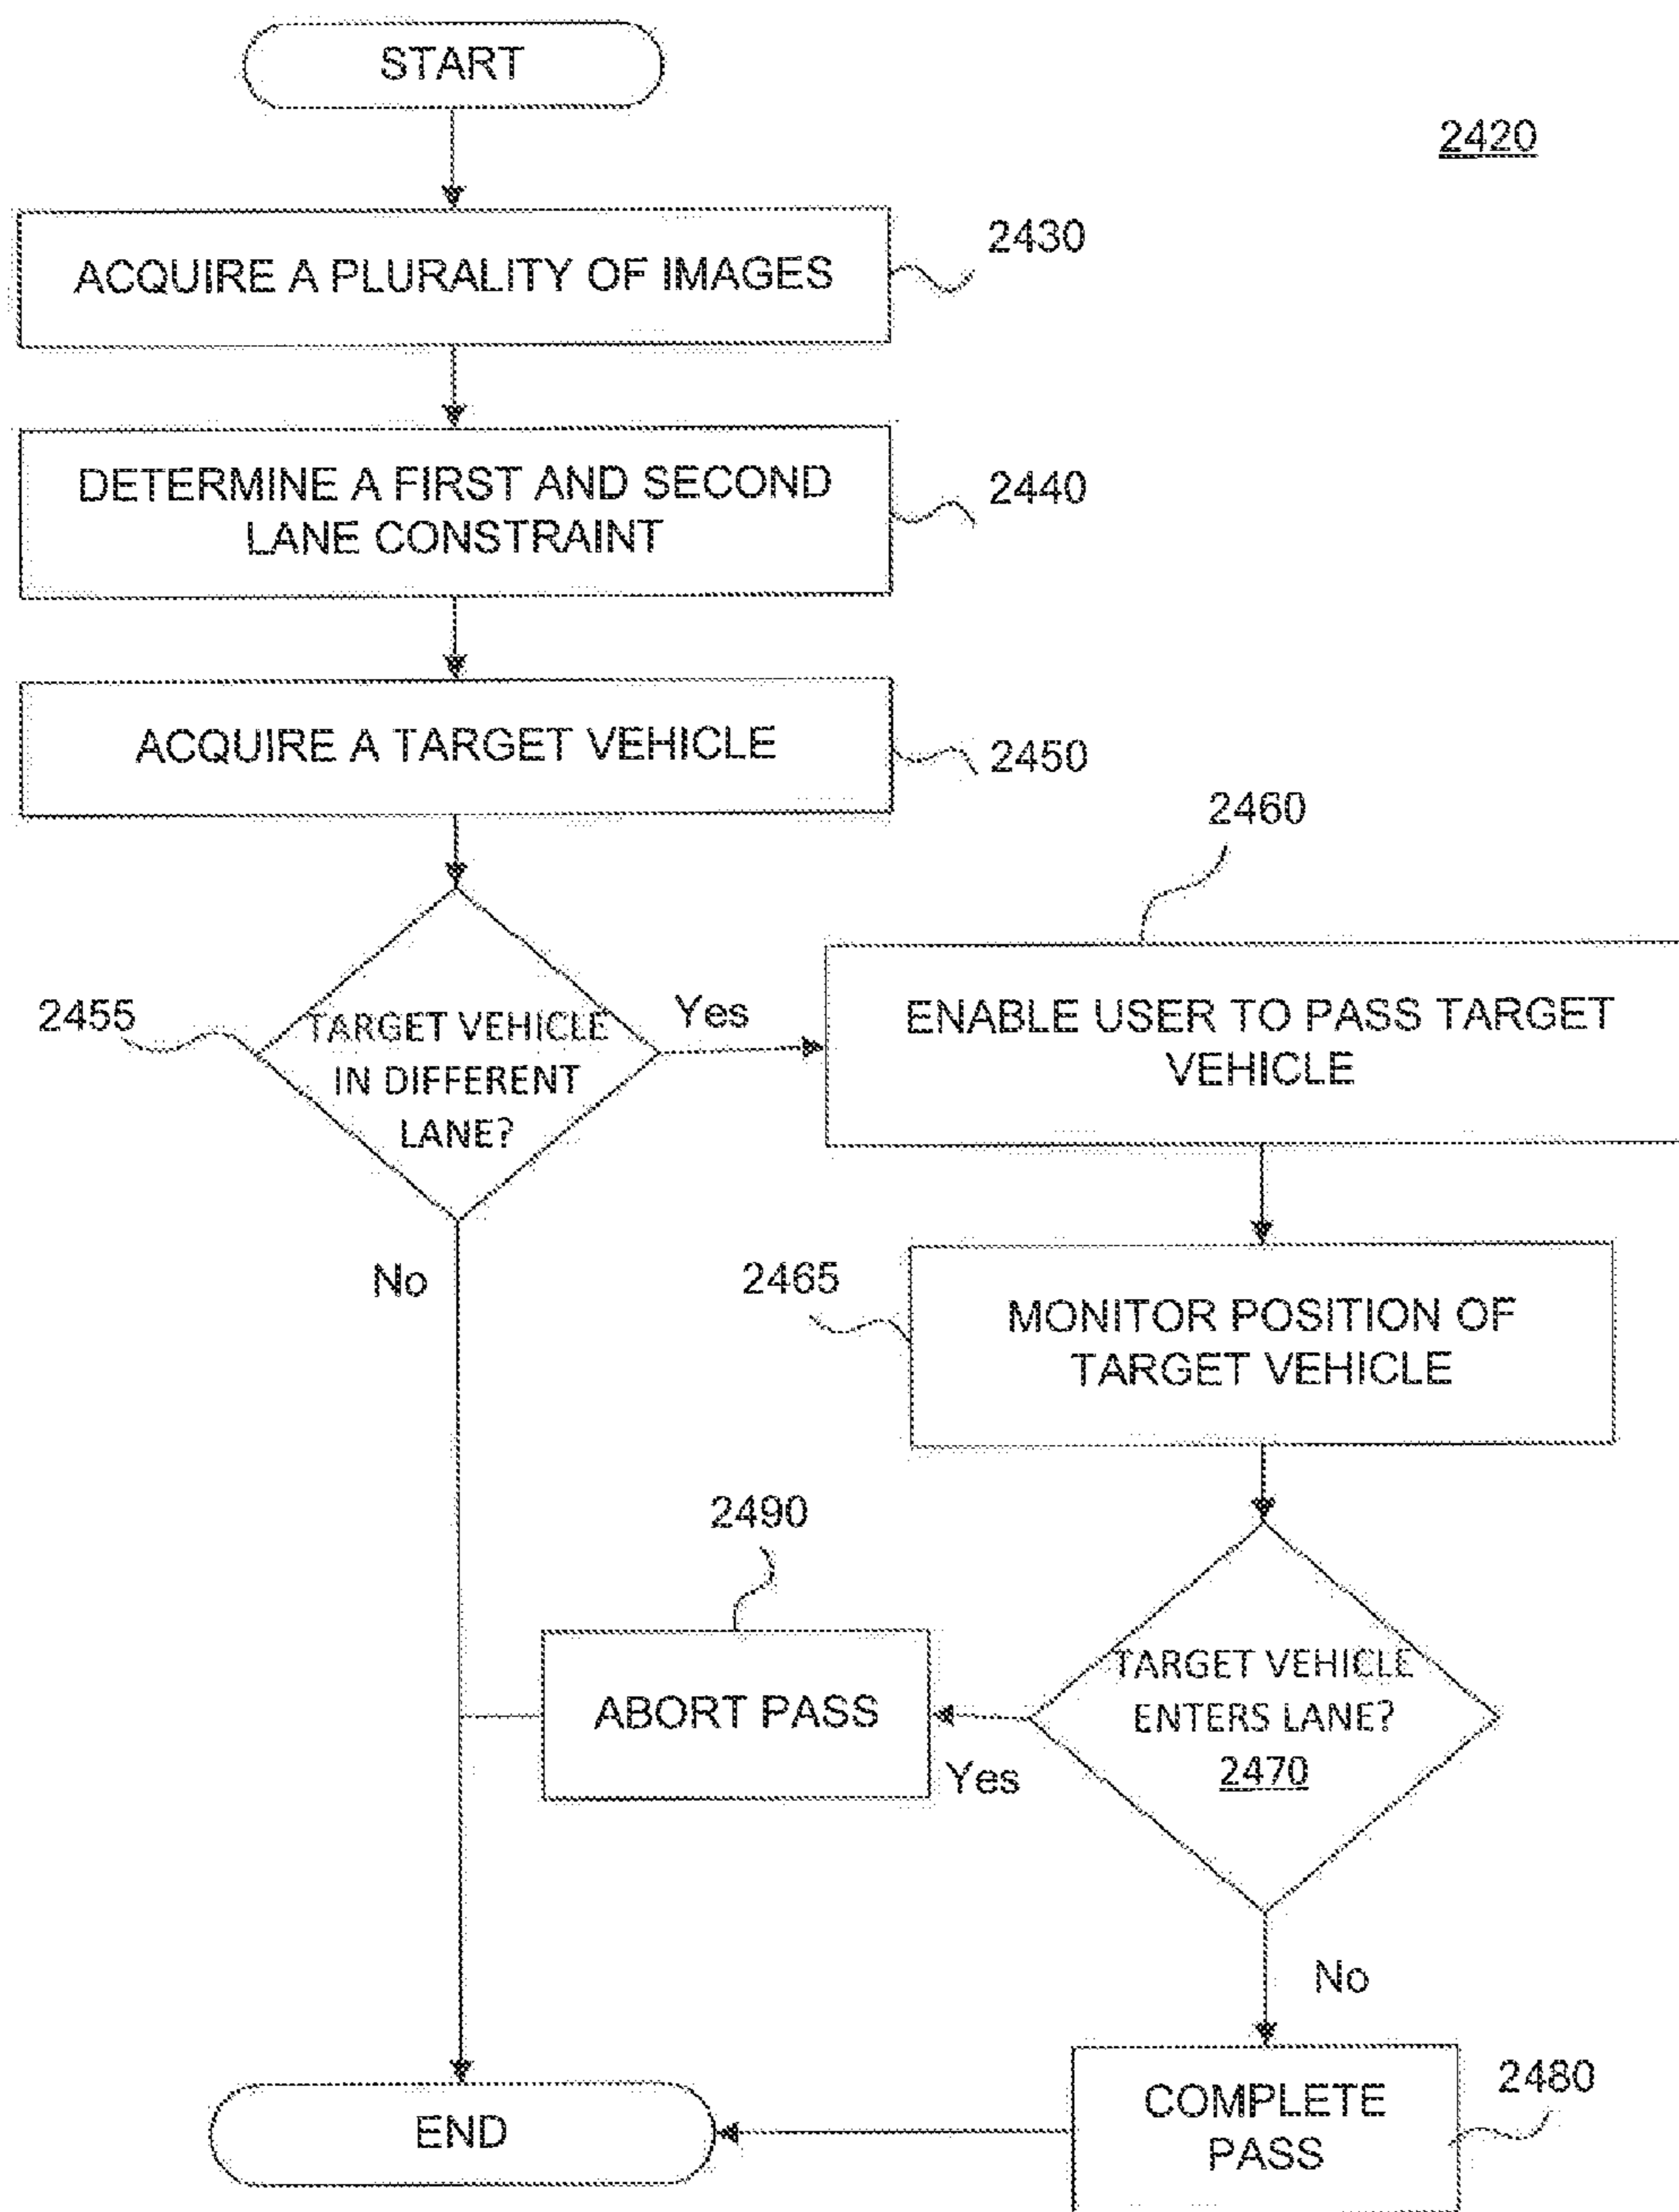 START
2420
ACQUIRE A PLURALITY OF IMAGES
2430
DETERMINE A FIRST AND SECOND
LANE CONSTRAINT
2440
ACQUIRE A TARGET VEHICLE
2450
2455
TARGET VEHICLE
IN DIFFERENT
LANE?
Yes
2460
ENABLE USER TO PASS TARGET
VEHICLE
No
2465
MONITOR POSITION OF
TARGET VEHICLE
2490
ABORT PASS
Yes
TARGET VEHICLE
ENTERS LANE?
2470
No
COMPLETE
PASS
2480
END